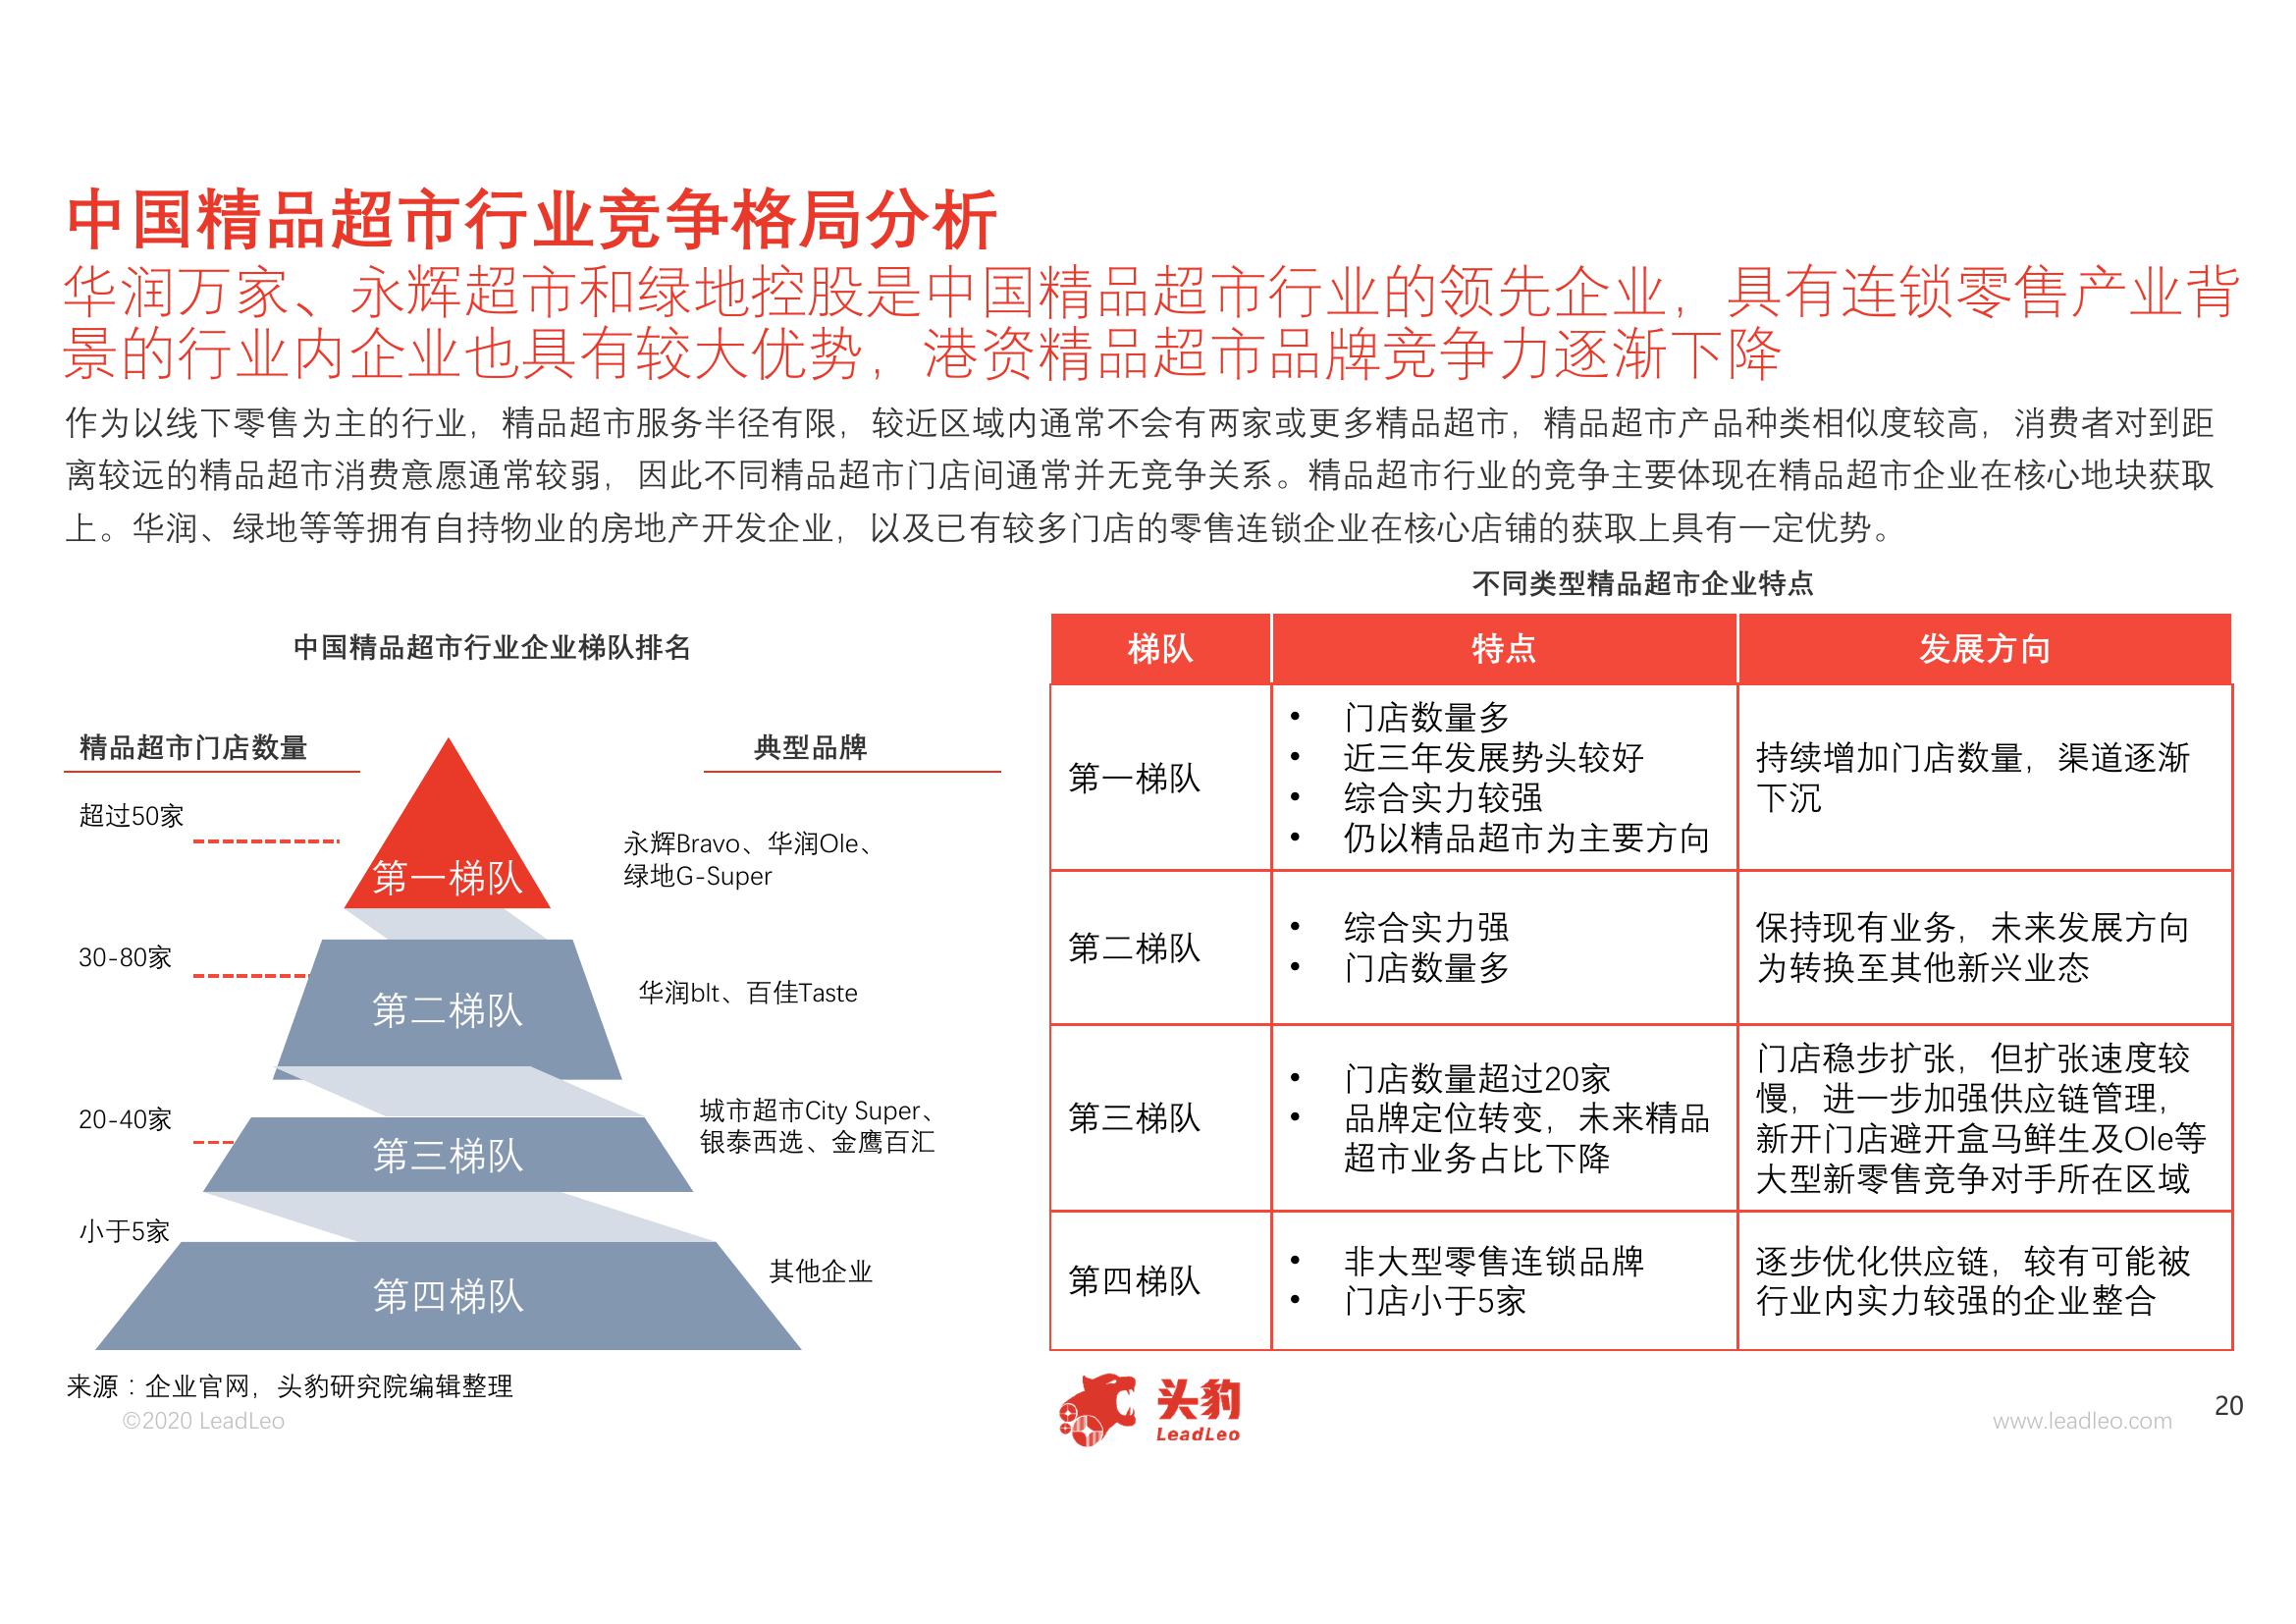 中国精品超市行业竞争格局分析
华润万家、永辉超市和绿地控股是中国精品超市行业的领先企业，具有连锁零售产业背
景的行业内企业也具有较大优势，港资精品超市品牌竞争力逐渐下降
作为以线下零售为主的行业，精品超市服务半径有限，较近区域内通常不会有两家或更多精品超市，精品超市产品种类相似度较高，消费者对到距
离较远的精品超市消费意愿通常较弱，因此不同精品超市门店间通常并无竞争关系。精品超市行业的竞争主要体现在精品超市企业在核心地块获取
上。华润、绿地等等拥有自持物业的房地产开发企业，以及已有较多门店的零售连锁企业在核心店铺的获取上具有一定优势。
中国精品超市行业企业梯队排名
精品超市门店数量
典型品牌
超过50家
第一梯队
永辉Bravo、华润Ole、
绿地G-Super
30-80家
第二梯队
华润blt、百佳Taste
20-40家
第三梯队
城市超市City Super、
银泰西选、金鹰百汇
小于5家
第四梯队
其他企业
不同类型精品超市企业特点
梯队
特点
发展方向
第一梯队
• 门店数量多
• 近三年发展势头较好
• 综合实力较强
• 仍以精品超市为主要方向
持续增加门店数量，渠道逐渐
下沉
第二梯队
• 综合实力强
• 门店数量多
保持现有业务，未来发展方向
为转换至其他新兴业态
第三梯队
• 门店数量超过20家
• 品牌定位转变，未来精品
超市业务占比下降
门店稳步扩张，但扩张速度较
慢，进一步加强供应链管理，
新开门店避开盒马鲜生及Ole等
大型新零售竞争对手所在区域
第四梯队
• 非大型零售连锁品牌
• 门店小于5家
逐步优化供应链，较有可能被
行业内实力较强的企业整合
来源：企业官网，头豹研究院编辑整理
©2020 LeadLeo
头豹
LeadLeo
www.leadleo.com
20